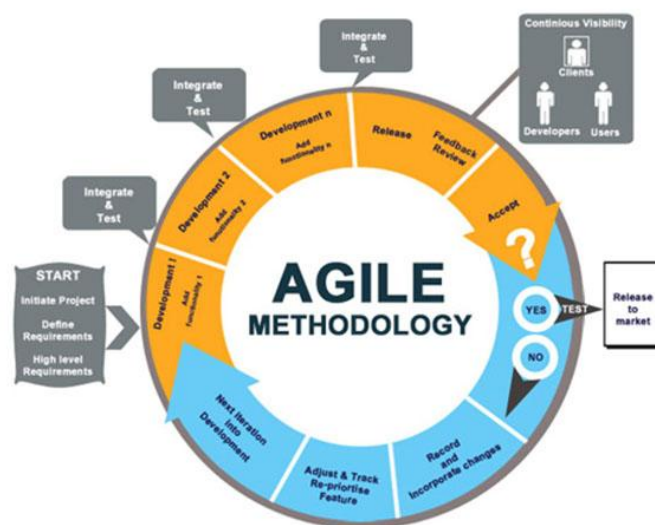 START
Initiate Project
Define
Requirements
High level
Requirements
Integrate
&
Test
Integrate
&
Test
Integrate
&
Test
Continious Visibility
Clients
Developers
Users
Development 1
Add
Functionality 1
Development 2
Add
functionality 2
Development n
Add
functionality n
Release
Feedback
Review
Accept
?
YES
TEST
Release
to
market
NO
Record
and
Incorporate changes
Adjust & Track
Re-priortise
Feature
Next Iteration
into
Development
AGILE
METHODOLOGY